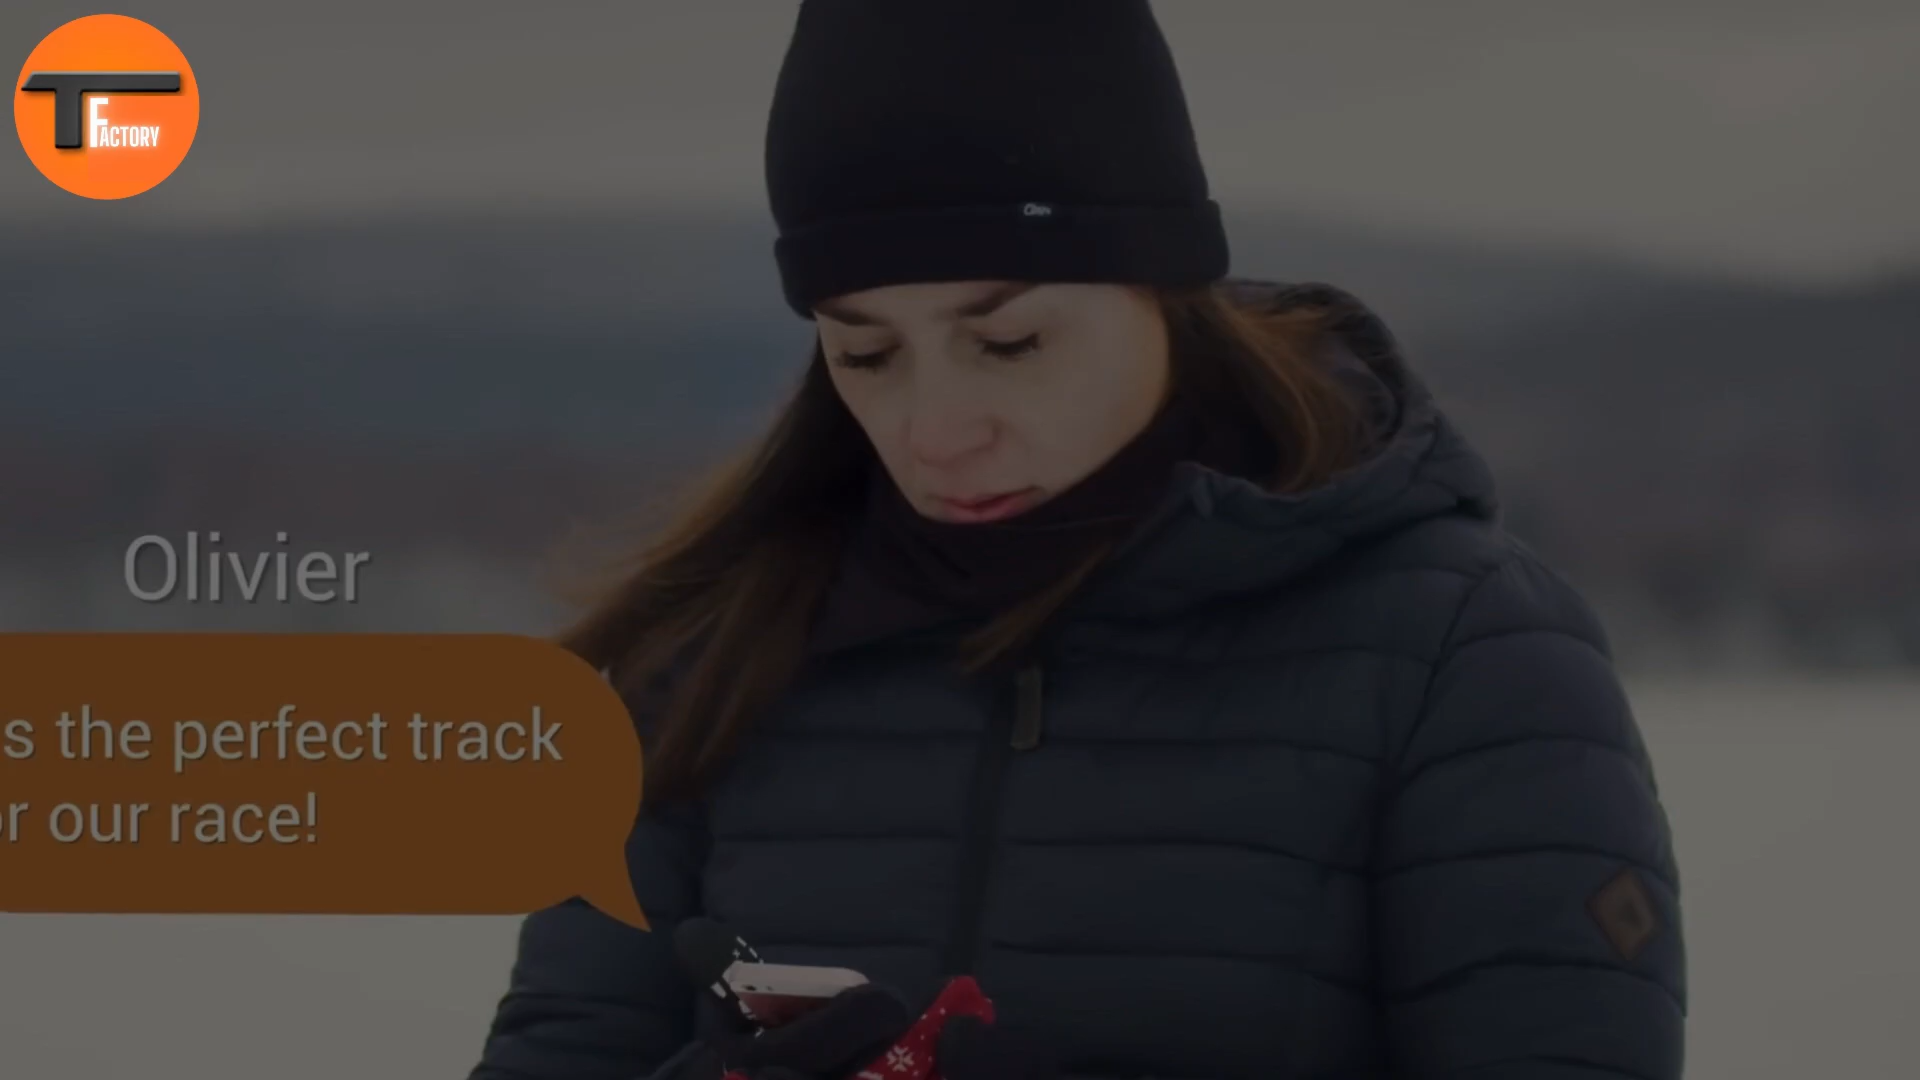 T
FACTORY
Olivier
s the perfect track
r our race!